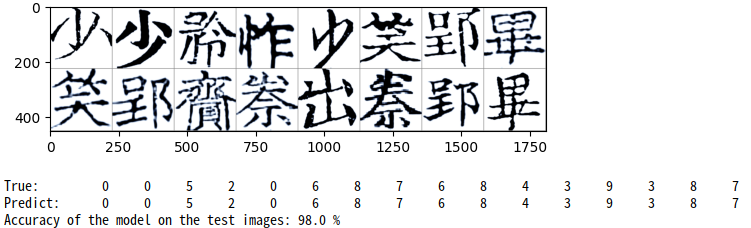 0 少少怍少笑郢畢
200 笑郢出郢畢
400
0 250 500 750 1000 1250 1500 1750
True: 0 0 5 2 0 6 8 7 6 8 4 3 9 3 8 7
Predict: 0 0 5 2 0 6 8 7 6 8 4 3 9 3 8 7
Accuracy of the model on the test images: 98.0 %